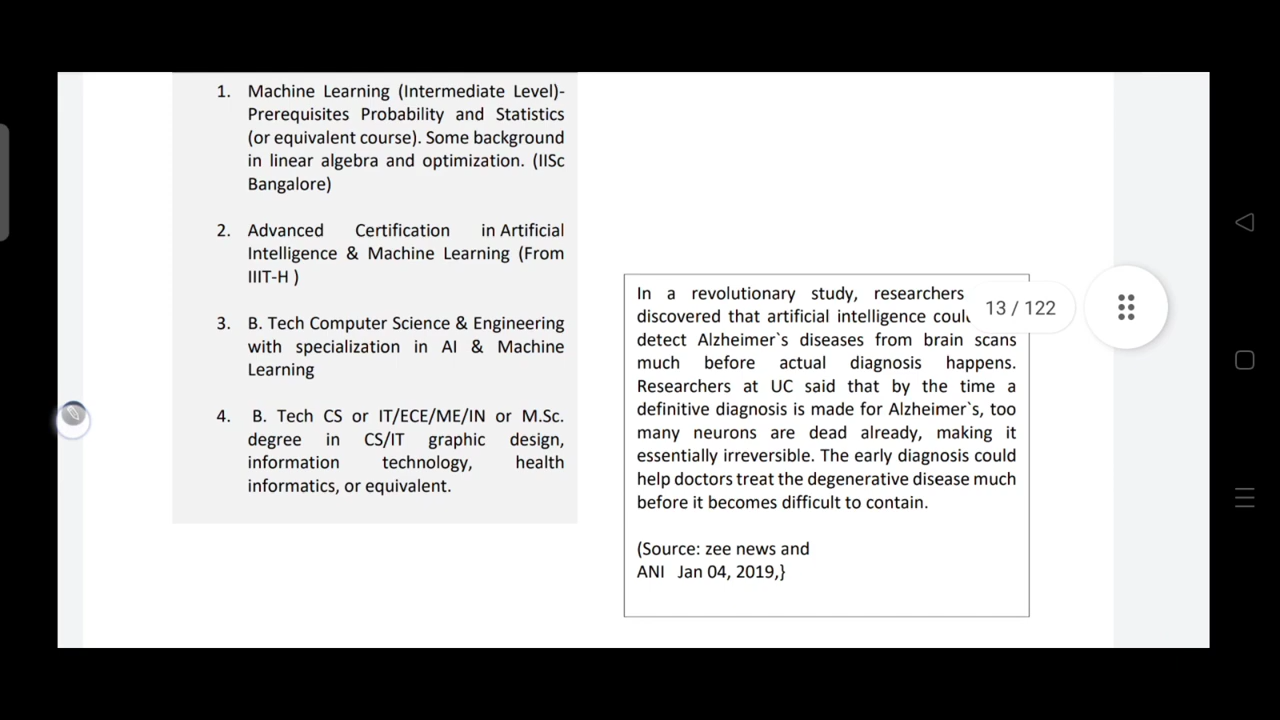 1. Machine Learning (Intermediate Level)-
Prerequisites Probability and Statistics
(or equivalent course). Some background
in linear algebra and optimization. (IISc
Bangalore)
2. Advanced Certification in Artificial
Intelligence & Machine Learning (From
IIIT-H )
3. B. Tech Computer Science & Engineering
with specialization in AI & Machine
Learning
4. B. Tech CS or IT/ECE/ME/IN or M.Sc.
degree in CS/IT graphic design,
information technology, health
informatics, or equivalent.
In a revolutionary study, researchers
discovered that artificial intelligence
detect Alzheimer`s diseases from brain scans
much before actual diagnosis happens.
Researchers at UC said that by the time a
definitive diagnosis is made for Alzheimer`s, too
many neurons are dead already, making it
essentially irreversible. The early diagnosis could
help doctors treat the degenerative disease much
before it becomes difficult to contain.
(Source: zee news and
ANI Jan 04, 2019,}
13 / 122